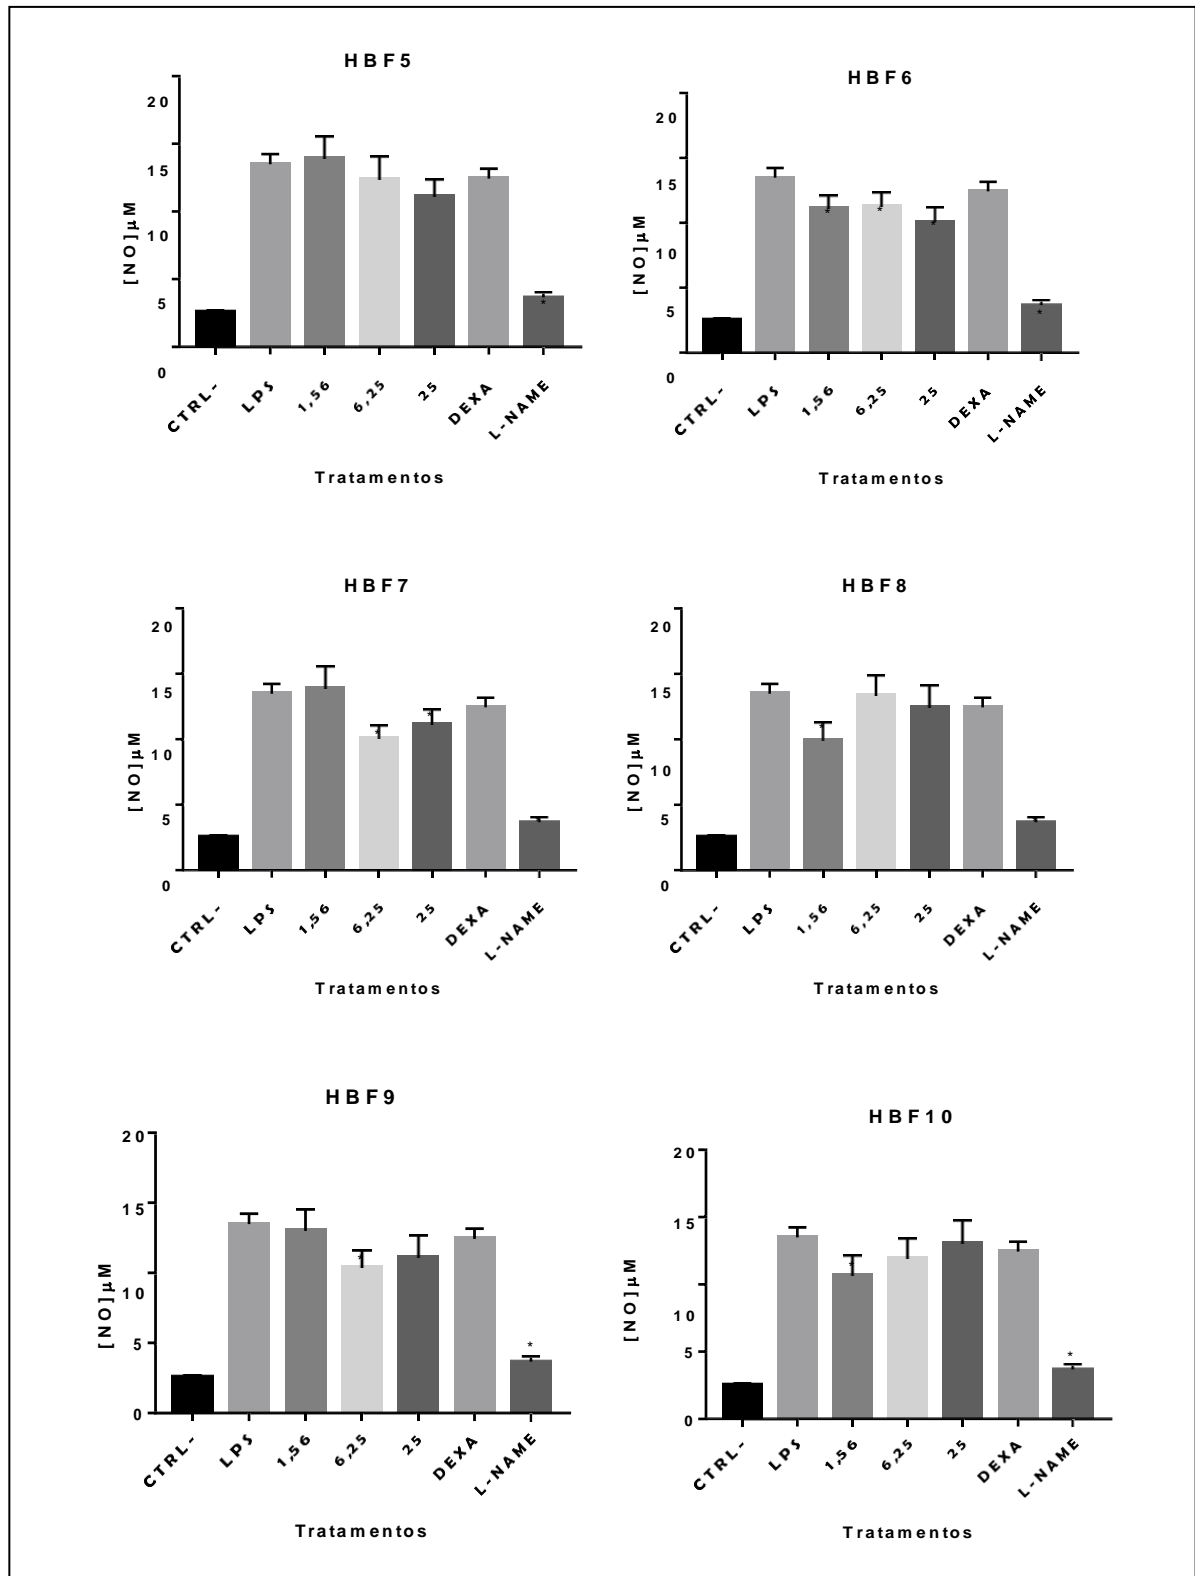 HBF5
20
15
10
5
0
[NO]µM
*
CTRL-
LPS
1,56
6,25
25
DEXA
L-NAME
Tratamentos
HBF6
20
15
10
5
0
[NO]µM
*
*
*
*
CTRL-
LPS
1,56
6,25
25
DEXA
L-NAME
Tratamentos
HBF7
20
15
10
5
0
[NO]µM
*
*
*
CTRL-
LPS
1,56
6,25
25
DEXA
L-NAME
Tratamentos
HBF8
20
15
10
5
0
[NO]µM
*
*
CTRL-
LPS
1,56
6,25
25
DEXA
L-NAME
Tratamentos
HBF9
20
15
10
5
0
[NO]µM
*
*
CTRL-
LPS
1,56
6,25
25
DEXA
L-NAME
Tratamentos
HBF10
20
15
10
5
0
[NO]µM
*
*
CTRL-
LPS
1,56
6,25
25
DEXA
L-NAME
Tratamentos